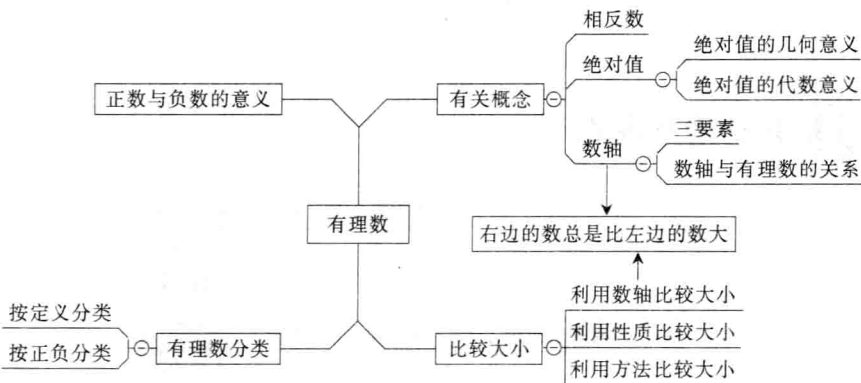 相反数
绝对值
绝对值的几何意义
绝对值的代数意义
正数与负数的意义
有关概念
三要素
数轴
数轴与有理数的关系
有理数
右边的数总是比左边的数大
按定义分类
按正负分类
有理数分类
比较大小
利用数轴比较大小
利用性质比较大小
利用方法比较大小